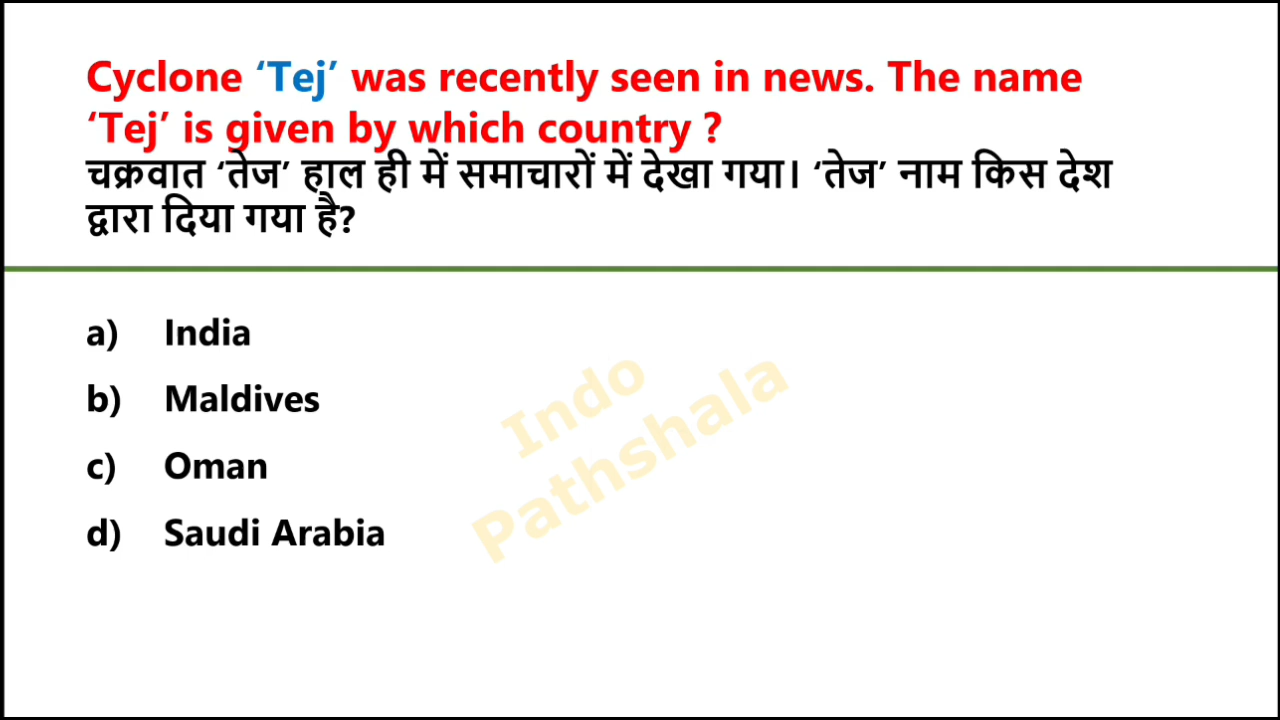 Cyclone ‘Tej’ was recently seen in news. The name
‘Tej’ is given by which country ?
चक्रवात ‘तेज’ हाल ही में समाचारों में देखा गया। ‘तेज’ नाम किस देश
द्वारा दिया गया है?
a) India
b) Maldives
c) Oman
d) Saudi Arabia
Indo
Pathshala